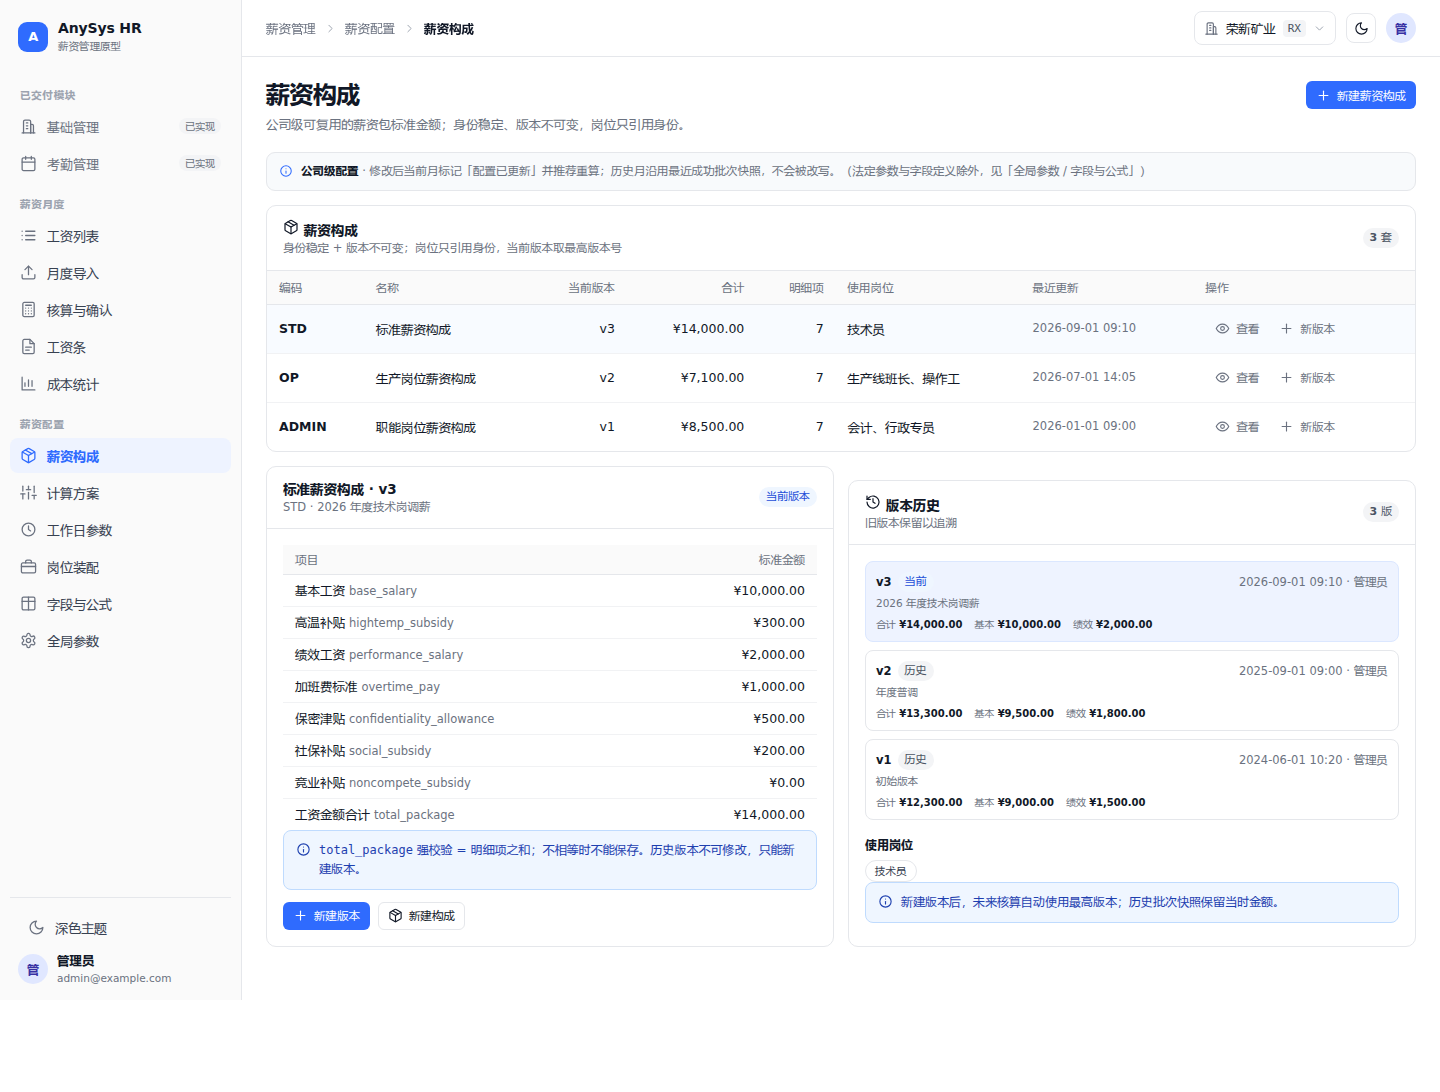 A
AnySys HR
薪资管理原型
已交付模块
基础管理 已实现
考勤管理 已实现
薪资月度
工资列表
月度导入
核算与确认
工资条
成本统计
薪资配置
薪资构成
计算方案
工作日参数
岗位装配
字段与公式
全局参数
深色主题
管
管理员
admin@example.com
薪资管理 薪资配置 薪资构成
荣新矿业 RX
管
薪资构成
公司级可复用的薪资包标准金额；身份稳定、版本不可变，岗位只引用身份。
新建薪资构成
公司级配置 · 修改后当前月标记「配置已更新」并推荐重算；历史月沿用最近成功批次快照，不会被改写。（法定参数与字段定义除外，见「全局参数 / 字段与公式」)
薪资构成
身份稳定 + 版本不可变；岗位只引用身份，当前版本取最高版本号
3 套
编码 名称 当前版本 合计 明细项 使用岗位 最近更新 操作
STD 标准薪资构成 v3 ¥14,000.00 7 技术员 2026-09-01 09:10 查看 新版本
OP 生产岗位薪资构成 v2 ¥7,100.00 7 生产线班长、操作工 2026-07-01 14:05 查看 新版本
ADMIN 职能岗位薪资构成 v1 ¥8,500.00 7 会计、行政专员 2026-01-01 09:00 查看 新版本
标准薪资构成 · v3
STD · 2026 年度技术岗调薪
当前版本
项目 标准金额
基本工资 base_salary ¥10,000.00
高温补贴 hightemp_subsidy ¥300.00
绩效工资 performance_salary ¥2,000.00
加班费标准 overtime_pay ¥1,000.00
保密津贴 confidentiality_allowance ¥500.00
社保补贴 social_subsidy ¥200.00
竞业补贴 noncompete_subsidy ¥0.00
工资金额合计 total_package ¥14,000.00
total_package 强校验 = 明细项之和；不相等时不能保存。历史版本不可修改，只能新
建版本。
新建版本 新建构成
版本历史
旧版本保留以追溯
3 版
v3 当前 2026-09-01 09:10 · 管理员
2026 年度技术岗调薪
合计 ¥14,000.00 基本 ¥10,000.00 绩效 ¥2,000.00
v2 历史 2025-09-01 09:00 · 管理员
年度普调
合计 ¥13,300.00 基本 ¥9,500.00 绩效 ¥1,800.00
v1 历史 2024-06-01 10:20 · 管理员
初始版本
合计 ¥12,300.00 基本 ¥9,000.00 绩效 ¥1,500.00
使用岗位
技术员
新建版本后，未来核算自动使用最高版本；历史批次快照保留当时金额。